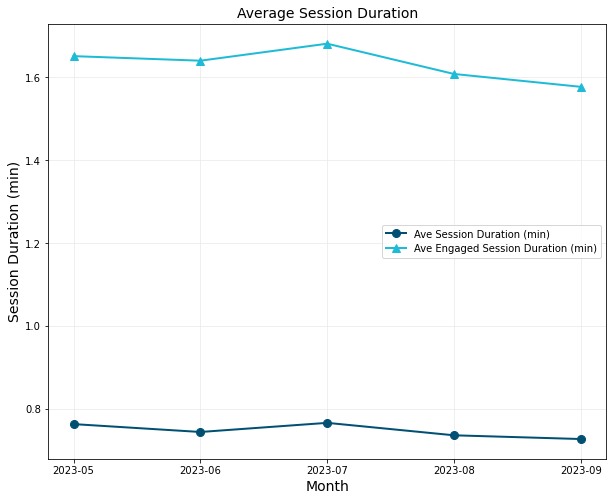 Average Session Duration
Session Duration (min)
1.6
1.4
1.2
1.0
0.8
Ave Session Duration (min)
Ave Engaged Session Duration (min)
2023-05
2023-06
2023-07
2023-08
2023-09
Month